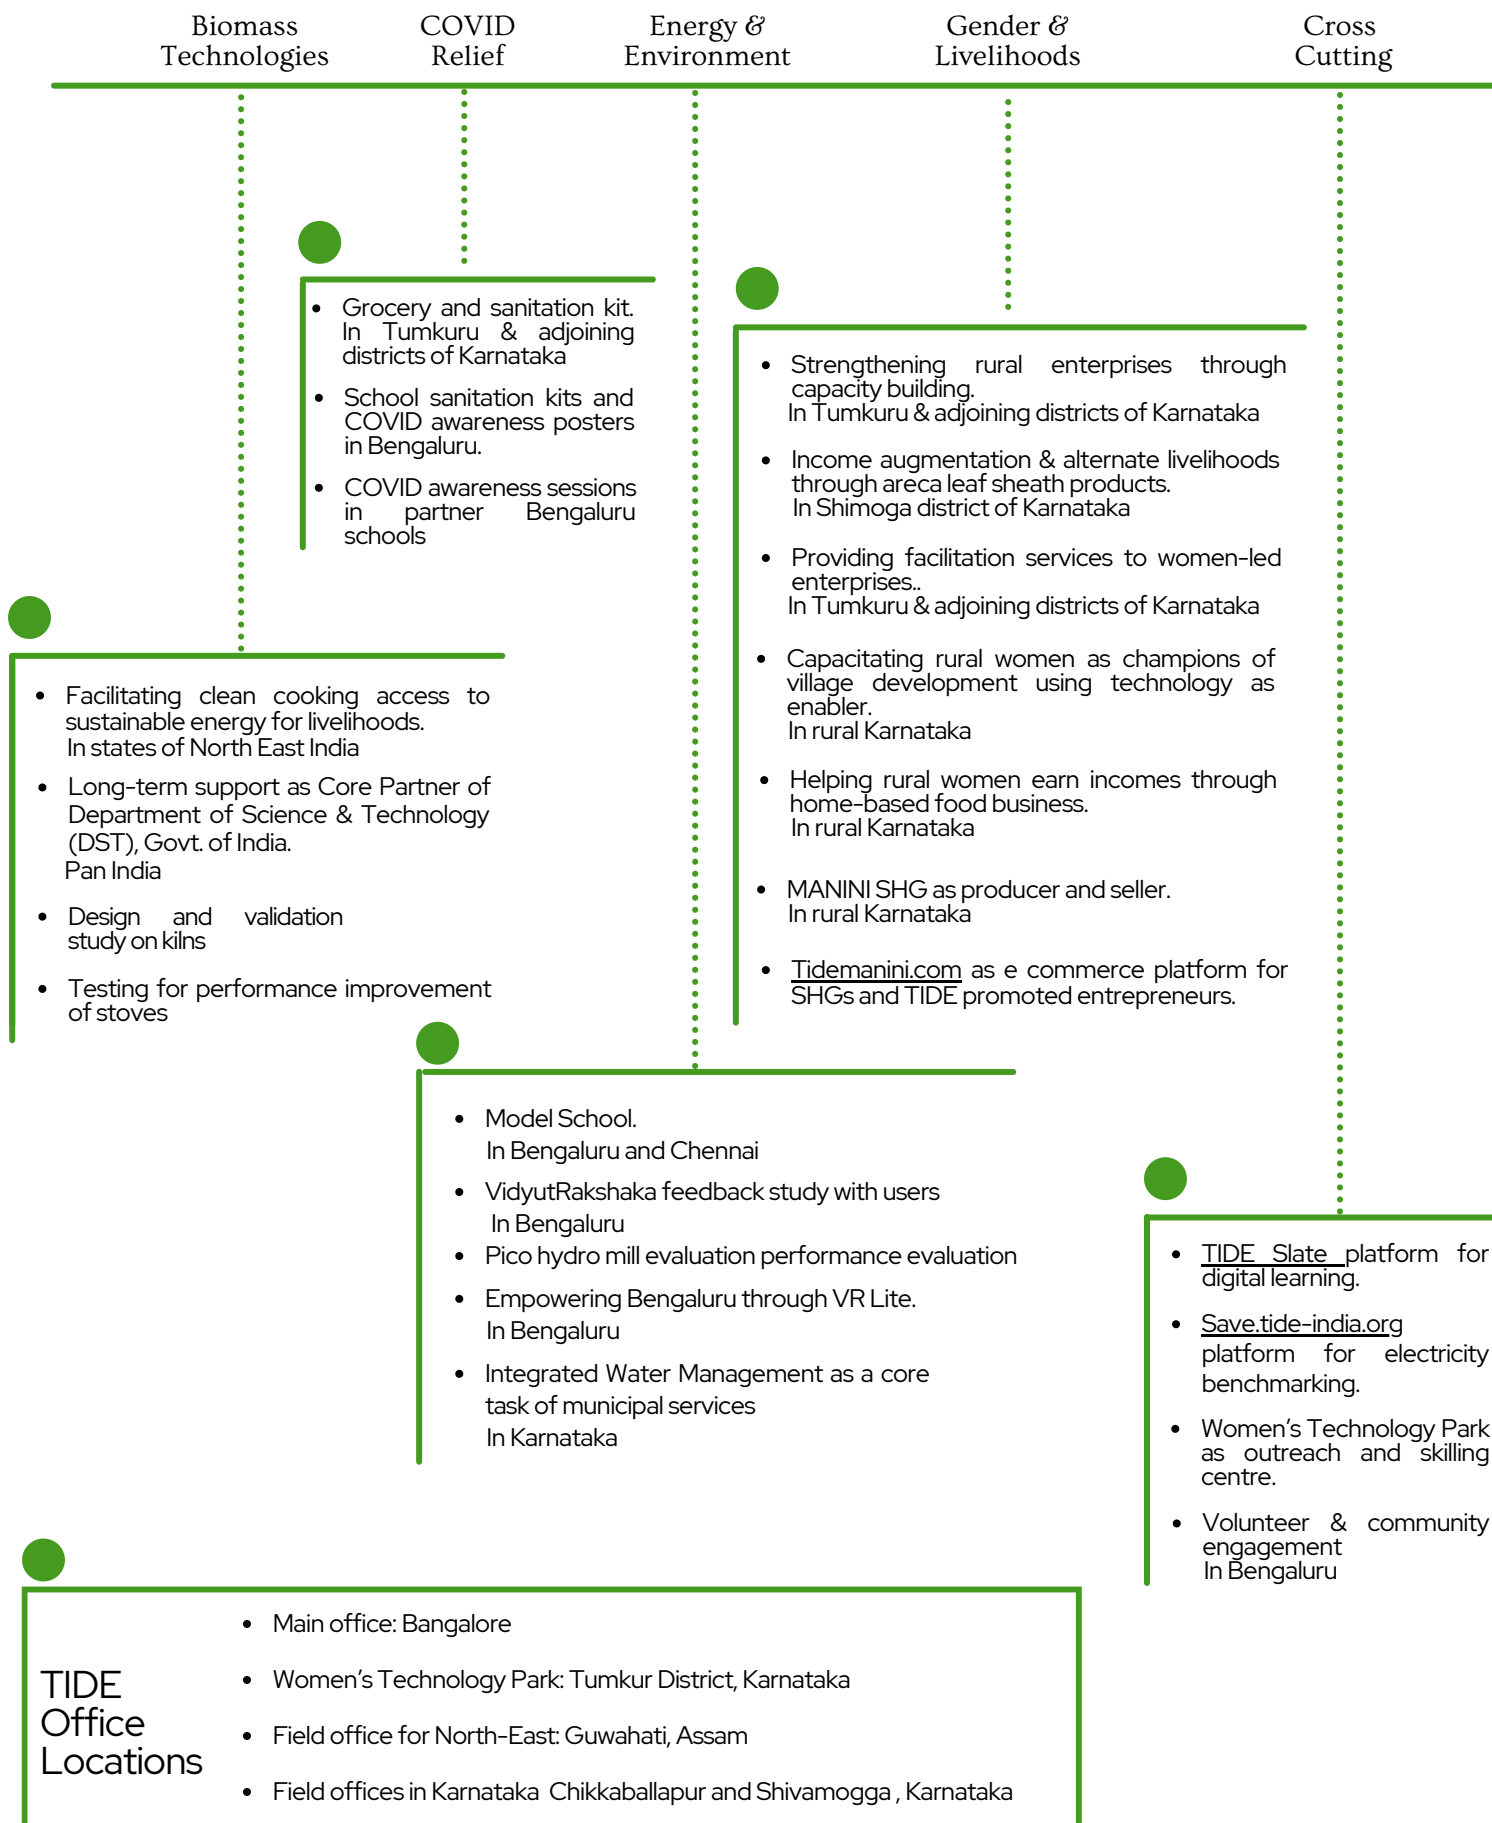 Biomass
Technologies
COVID
Relief
Energy &
Environment
Gender &
Livelihoods
Cross
Cutting
• Grocery and sanitation kit.
In Tumkuru & adjoining
districts of Karnataka
• School sanitation kits and
COVID awareness posters
in Bengaluru.
• COVID awareness sessions
in partner Bengaluru
schools
• Strengthening rural enterprises through
capacity building.
In Tumkuru & adjoining districts of Karnataka
• Income augmentation & alternate livelihoods
through areca leaf sheath products.
In Shimoga district of Karnataka
• Providing facilitation services to women-led
enterprises..
In Tumkuru & adjoining districts of Karnataka
• Capacitating rural women as champions of
village development using technology as
enabler.
In rural Karnataka
• Helping rural women earn incomes through
home-based food business.
In rural Karnataka
• MANINI SHG as producer and seller.
In rural Karnataka
• Tidemanini.com as e commerce platform for
SHGs and TIDE promoted entrepreneurs.
• Facilitating clean cooking access to
sustainable energy for livelihoods.
In states of North East India
• Long-term support as Core Partner of
Department of Science & Technology
(DST), Govt. of India.
Pan India
• Design and validation
study on kilns
• Testing for performance improvement
of stoves
• Model School.
In Bengaluru and Chennai
• VidyutRakshaka feedback study with users
In Bengaluru
• Pico hydro mill evaluation performance evaluation
• Empowering Bengaluru through VR Lite.
In Bengaluru
• Integrated Water Management as a core
task of municipal services
In Karnataka
• TIDE Slate platform for
digital learning.
• Save.tide-india.org
platform for electricity
benchmarking.
• Women's Technology Park
as outreach and skilling
centre.
• Volunteer & community
engagement
In Bengaluru
TIDE
Office
Locations
• Main office: Bangalore
• Women's Technology Park: Tumkur District, Karnataka
• Field office for North-East: Guwahati, Assam
• Field offices in Karnataka Chikkaballapur and Shivamogga , Karnataka